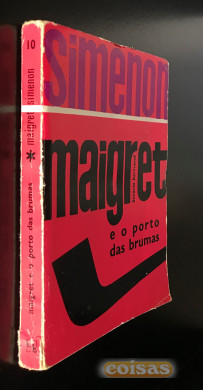 10
maigret simenon
*
maigret e o porto das brumas
simenon
maigret
e o porto
das brumas
coisas